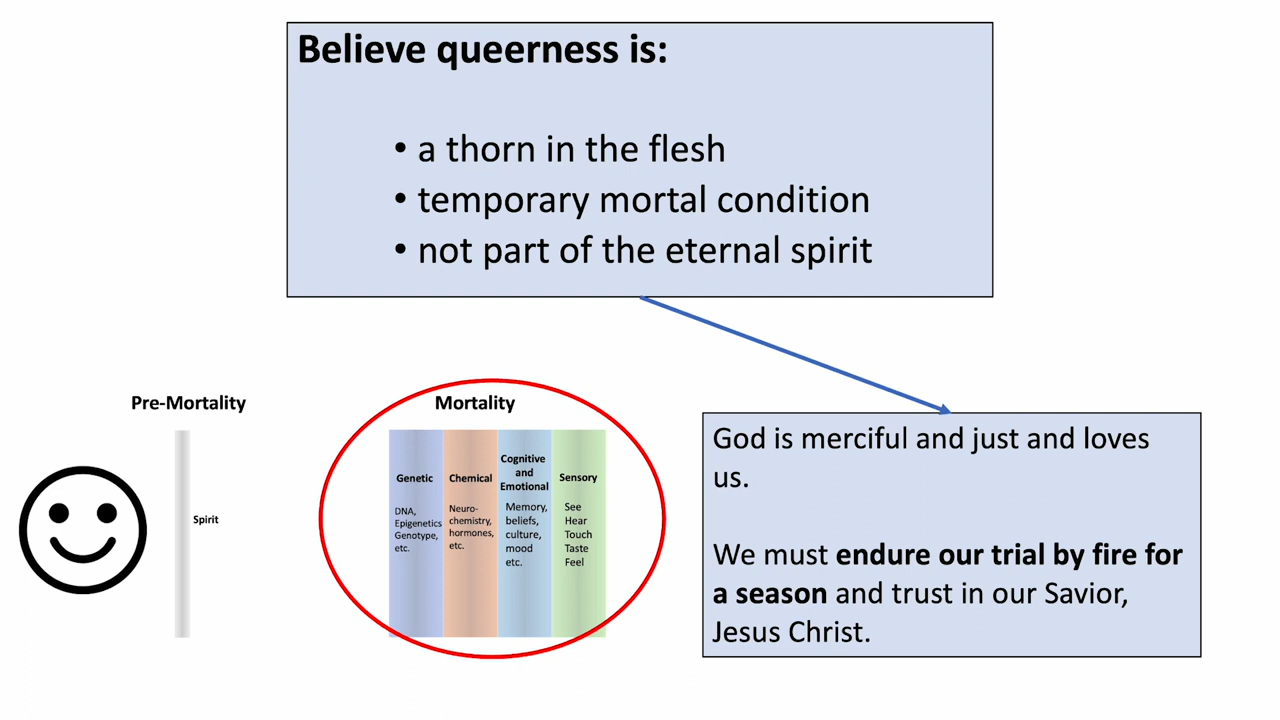 Believe queerness is:
• a thorn in the flesh
• temporary mortal condition
• not part of the eternal spirit
Pre-Mortality
Spirit
Mortality
Genetic
DNA,
Epigenetics
Genotype,
etc.
Chemical
Neuro-
chemistry,
hormones,
etc.
Cognitive
and
Emotional
Memory,
beliefs,
culture,
mood
etc.
Sensory
See
Hear
Touch
Taste
Feel
God is merciful and just and loves
us.
We must endure our trial by fire for
a season and trust in our Savior,
Jesus Christ.